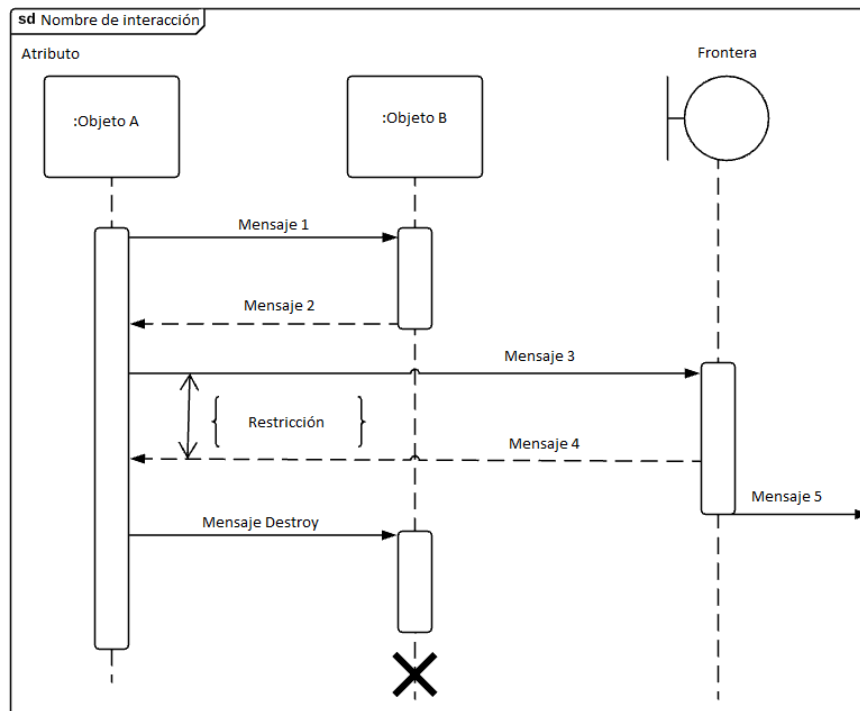 sd Nombre de interacción
Atributo
Frontera
:Objeto A
:Objeto B
Mensaje 1
Mensaje 2
Mensaje 3
{ Restricción }
Mensaje 4
Mensaje 5
Mensaje Destroy